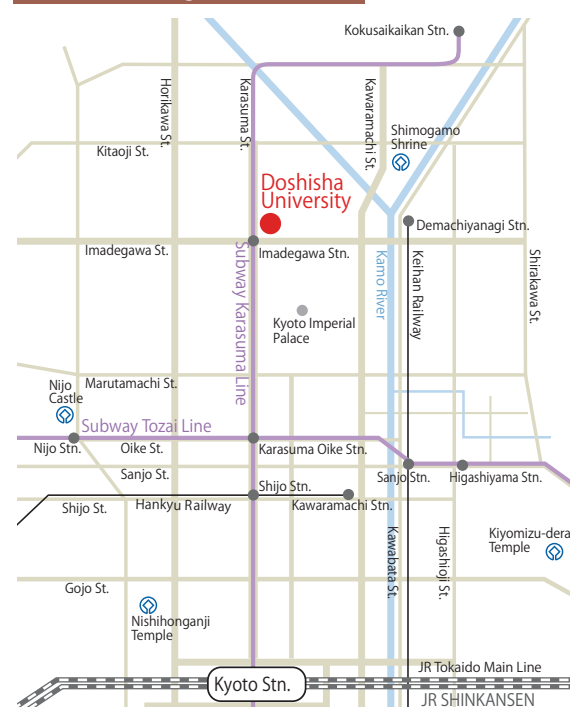 Kokusaikaikan Stn.
Horikawa St.
Karasuma St.
Kawaramachi St.
Shimogamo
Shrine
Kitaoji St.
Doshisha
University
Demachiyanagi Stn.
Imadegawa St.
Imadegawa Stn.
Subway Karasuma Line
Kamo River
Keihan Railway
Shirakawa St.
Kyoto Imperial
Palace
Marutamachi St.
Nijo
Castle
Subway Tozai Line
Nijo Stn.
Oike St.
Karasuma Oike Stn.
Sanjo St.
Sanjo Stn.
Higashiyama Stn.
Shijo Stn.
Shijo St.
Hankyu Railway
Kawaramachi Stn.
Kawabata St.
Higashioji St.
Kiyomizu-dera
Temple
Gojo St.
Nishihonganji
Temple
JR Tokaido Main Line
Kyoto Stn.
JR SHINKANSEN